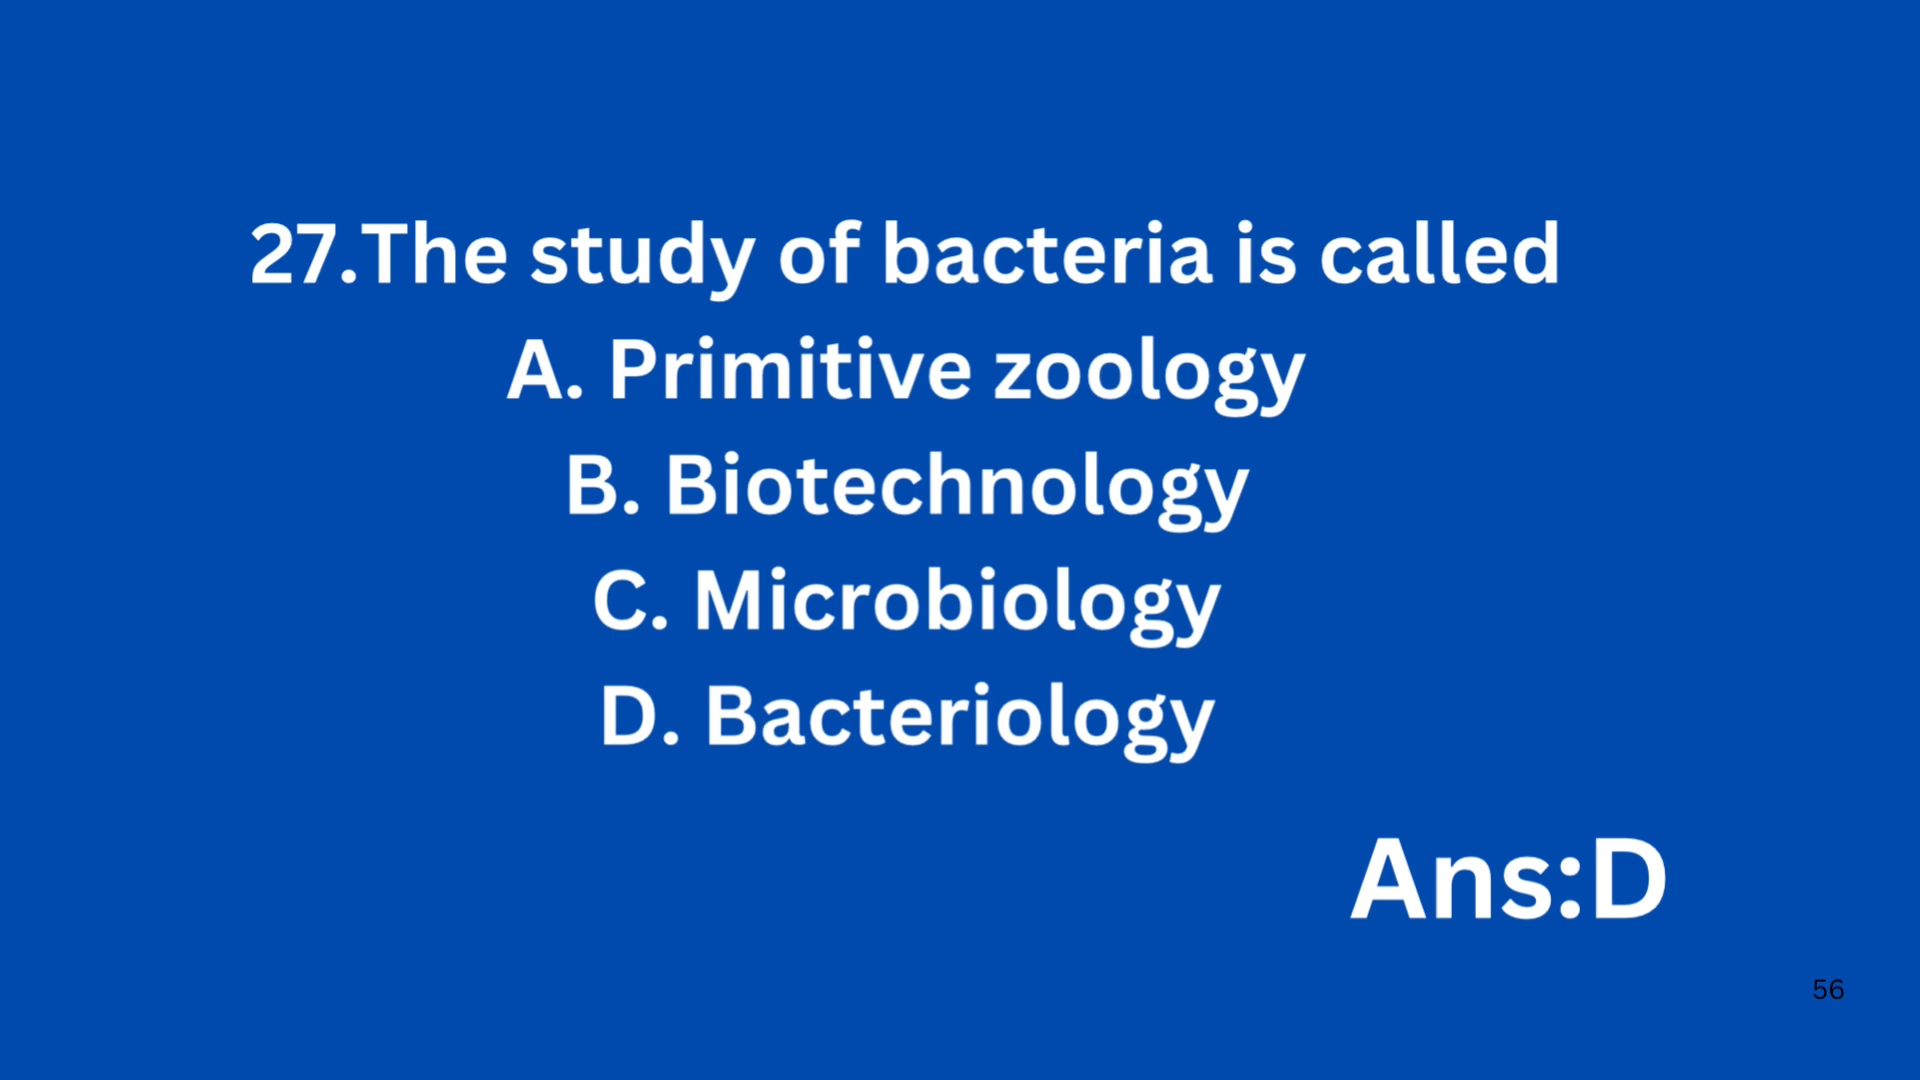 27.The study of bacteria is called
A. Primitive zoology
B. Biotechnology
C. Microbiology
D. Bacteriology
Ans:D
56